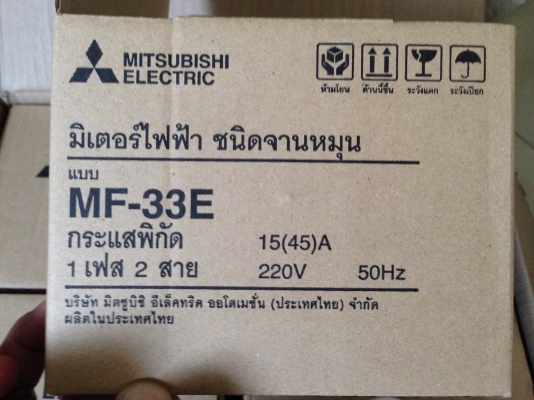 MITSUBISHI
ELECTRIC
ห้ามโยน ด้านนี้ขึ้น ระวังแตก ระวังเปียก
มิเตอร์ไฟฟ้า ชนิดจานหมุน
แบบ
MF-33E
กระแสพิกัด 15(45)A
1 เฟส 2 สาย 220V 50Hz
บริษัท มิตซูบิชิ อีเล็คทริค ออโตเมชั่น (ประเทศไทย) จำกัด
ผลิตในประเทศไทย